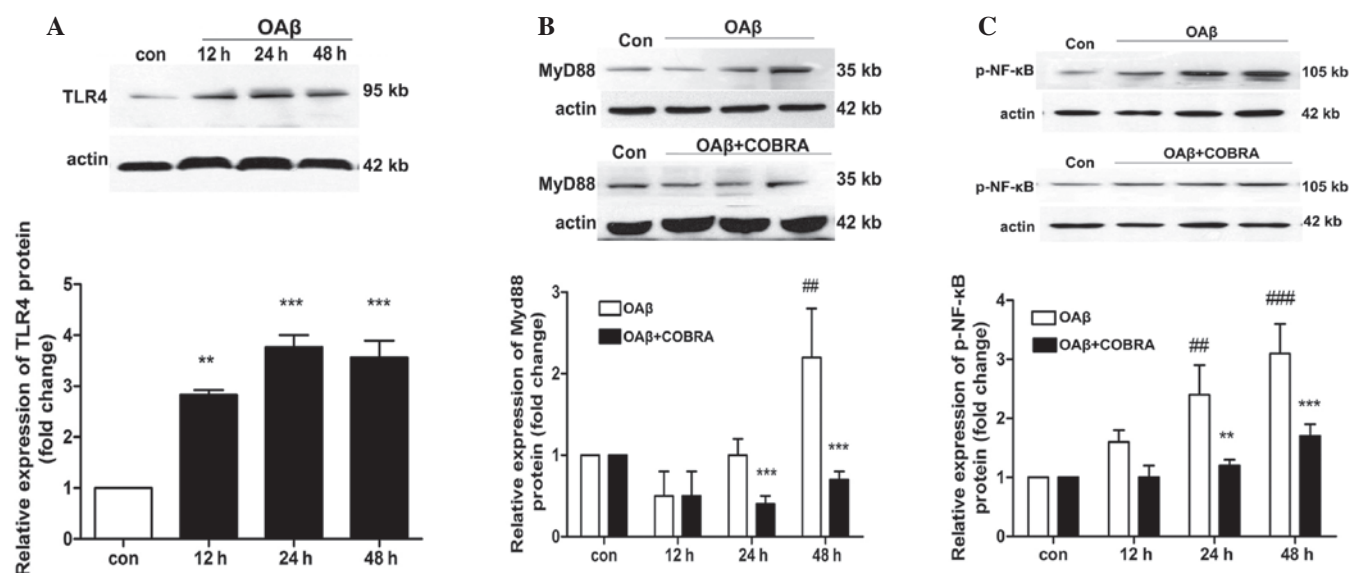 A
OAβ
con 12 h 24 h 48 h
TLR4
95 kb
actin
42 kb
Relative expression of TLR4 protein
(fold change)
5
4
3
2
1
0
**
***
***
con 12 h 24 h 48 h
B
Con OAβ
MyD88
35 kb
actin
42 kb
Con OAβ+COBRA
MyD88
35 kb
actin
42 kb
Relative expression of Myd88
protein (fold change)
3
2
1
0
OAβ
OAβ+COBRA
##
***
***
con 12 h 24 h 48 h
C
Con OAβ
p-NF-κB
105 kb
actin
42 kb
Con OAβ+COBRA
p-NF-κB
105 kb
actin
42 kb
Relative expression of p-NF-κB
protein (fold change)
4
3
2
1
0
OAβ
OAβ+COBRA
##
###
**
***
con 12 h 24 h 48 h